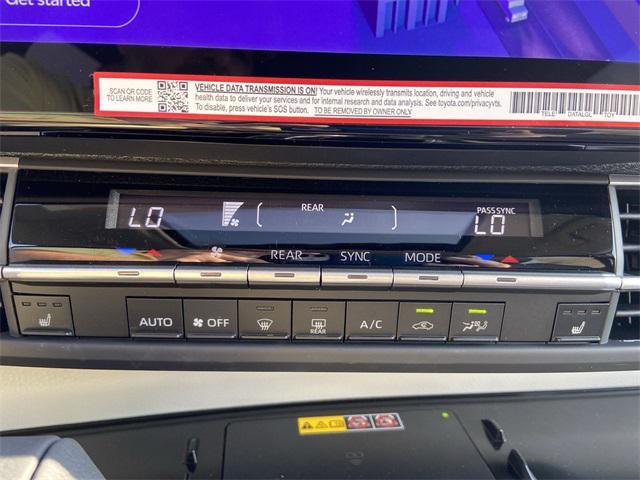 Get started
SCAN QR CODE
TO LEARN MORE
VEHICLE DATA TRANSMISSION IS ON! Your vehicle wirelessly transmits location, driving and vehicle
health data to deliver your services and for internal research and data analysis. See toyota.com/privacyvts.
To disable, press vehicle's SOS button. TO BE REMOVED BY OWNER ONLY.
TELE DATALGL TOY
LO
REAR
PASS SYNC
LO
REAR SYNC MODE
AUTO OFF REAR A/C